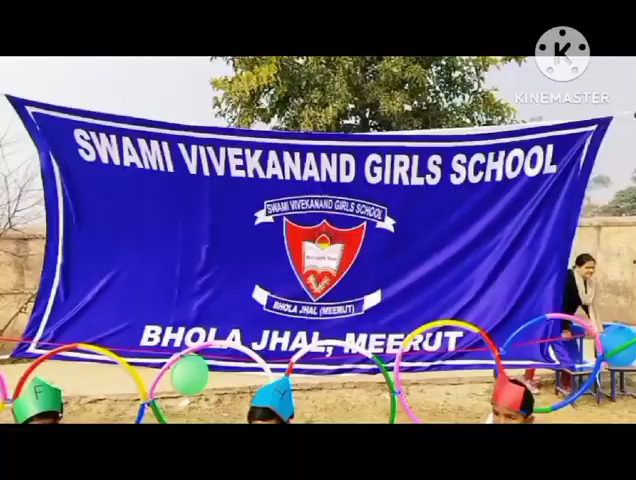 KINEMASTER
SWAMI VIVEKANAND GIRLS SCHOOL
SWAMI VIVEKANAND GIRLS SCHOOL
BHOLA JHAL (MEERUT)
BHOLA JHAL, MEERUT
F
H